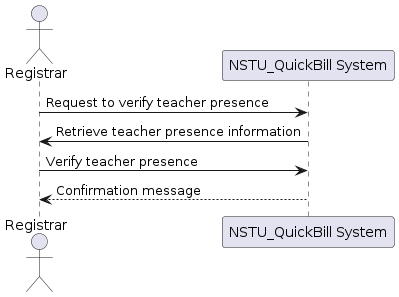 Registrar
NSTU_QuickBill System
Request to verify teacher presence
Retrieve teacher presence information
Verify teacher presence
Confirmation message
Registrar
NSTU_QuickBill System